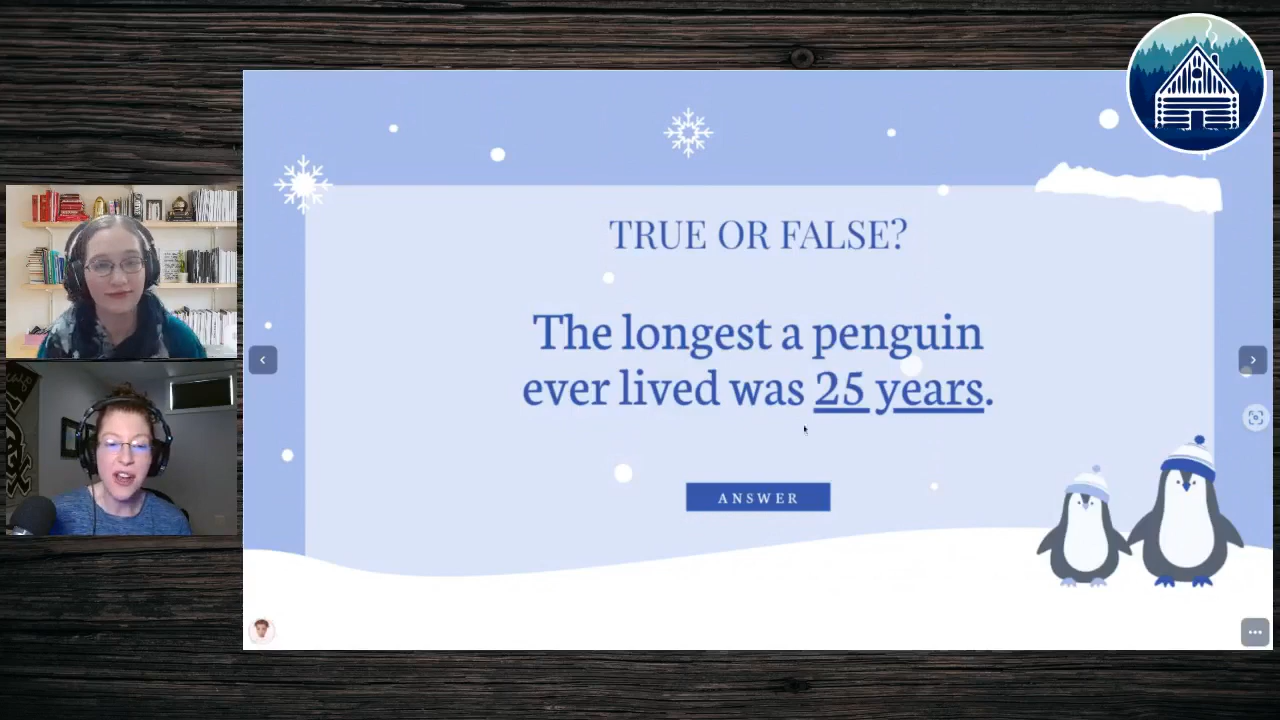 TRUE OR FALSE?
The longest a penguin
ever lived was 25 years.
ANSWER